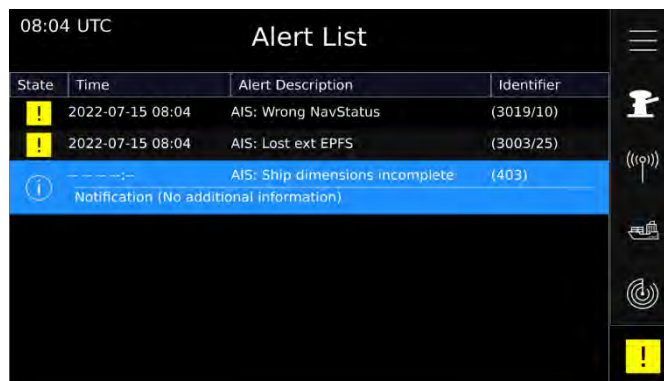 08:04 UTC
Alert List
State Time Alert Description Identifier
! 2022-07-15 08:04 AIS: Wrong NavStatus (3019/10)
! 2022-07-15 08:04 AIS: Lost ext EPFS (3003/25)
i – – – –:– AIS: Ship dimensions incomplete (403)
Notification (No additional information)
!